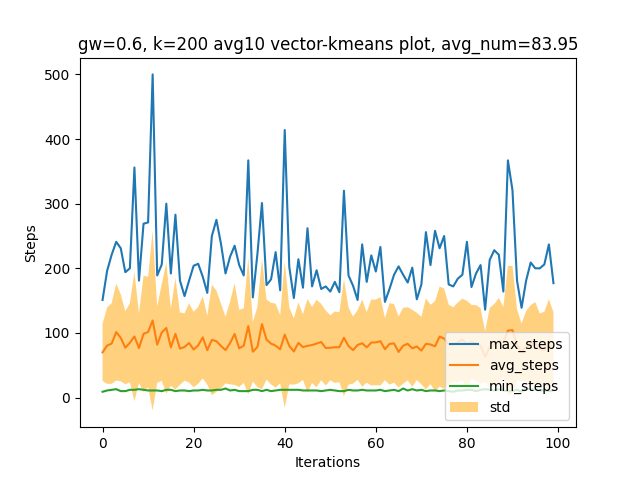 gw=0.6, k=200 avg10 vector-kmeans plot, avg_num=83.95
500
400
300
200
100
0
Steps
0 20 40 60 80 100
Iterations
max_steps
avg_steps
min_steps
std